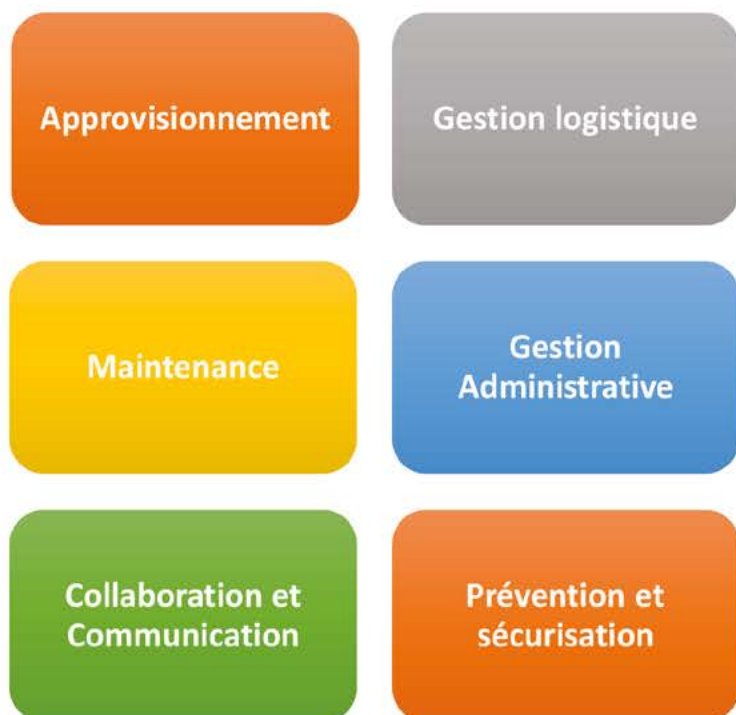 Approvisionnement
Gestion logistique
Maintenance
Gestion
Administrative
Collaboration et
Communication
Prévention et
sécurisation